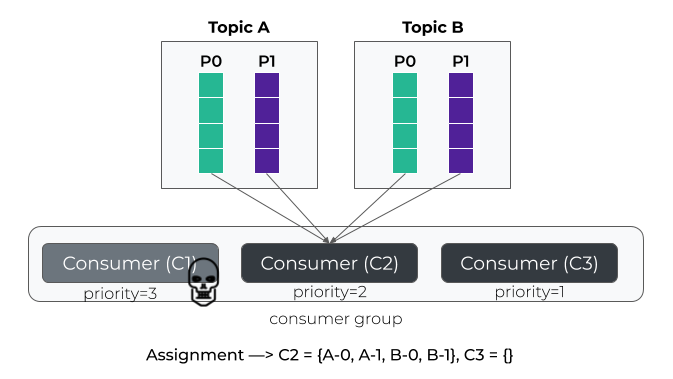 Topic A Topic B
P0 P1 P0 P1
Consumer (C1) Consumer (C2) Consumer (C3)
priority=3 priority=2 priority=1
consumer group
Assignment —> C2 = {A-0, A-1, B-0, B-1}, C3 = {}